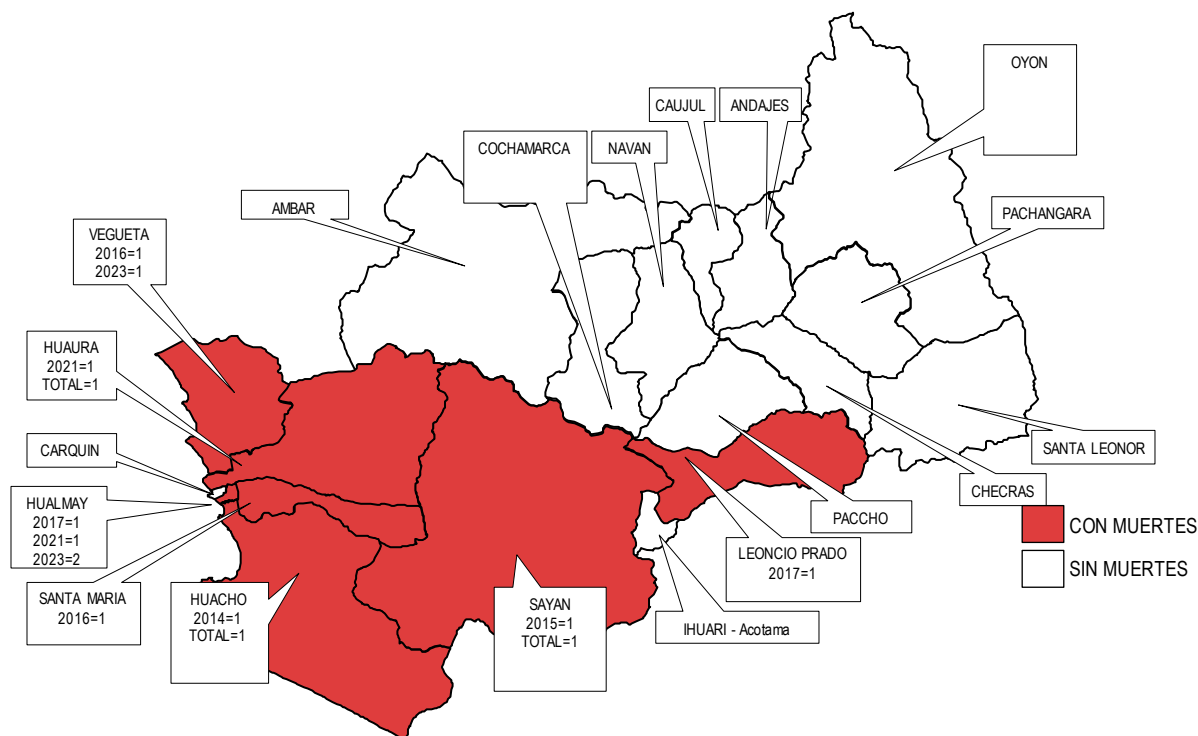 OYON
CAUJUL
ANDAJES
COCHAMARCA
NAVAN
AMBAR
PACHANGARA
VEGUETA
2016=1
2023=1
HUAURA
2021=1
TOTAL=1
CARQUIN
HUALMAY
2017=1
2021=1
2023=2
SANTA MARIA
2016=1
HUACHO
2014=1
TOTAL=1
SAYAN
2015=1
TOTAL=1
IHUARI - Acotama
LEONCIO PRADO
2017=1
PACCHO
CHECRAS
SANTA LEONOR
CON MUERTES
SIN MUERTES